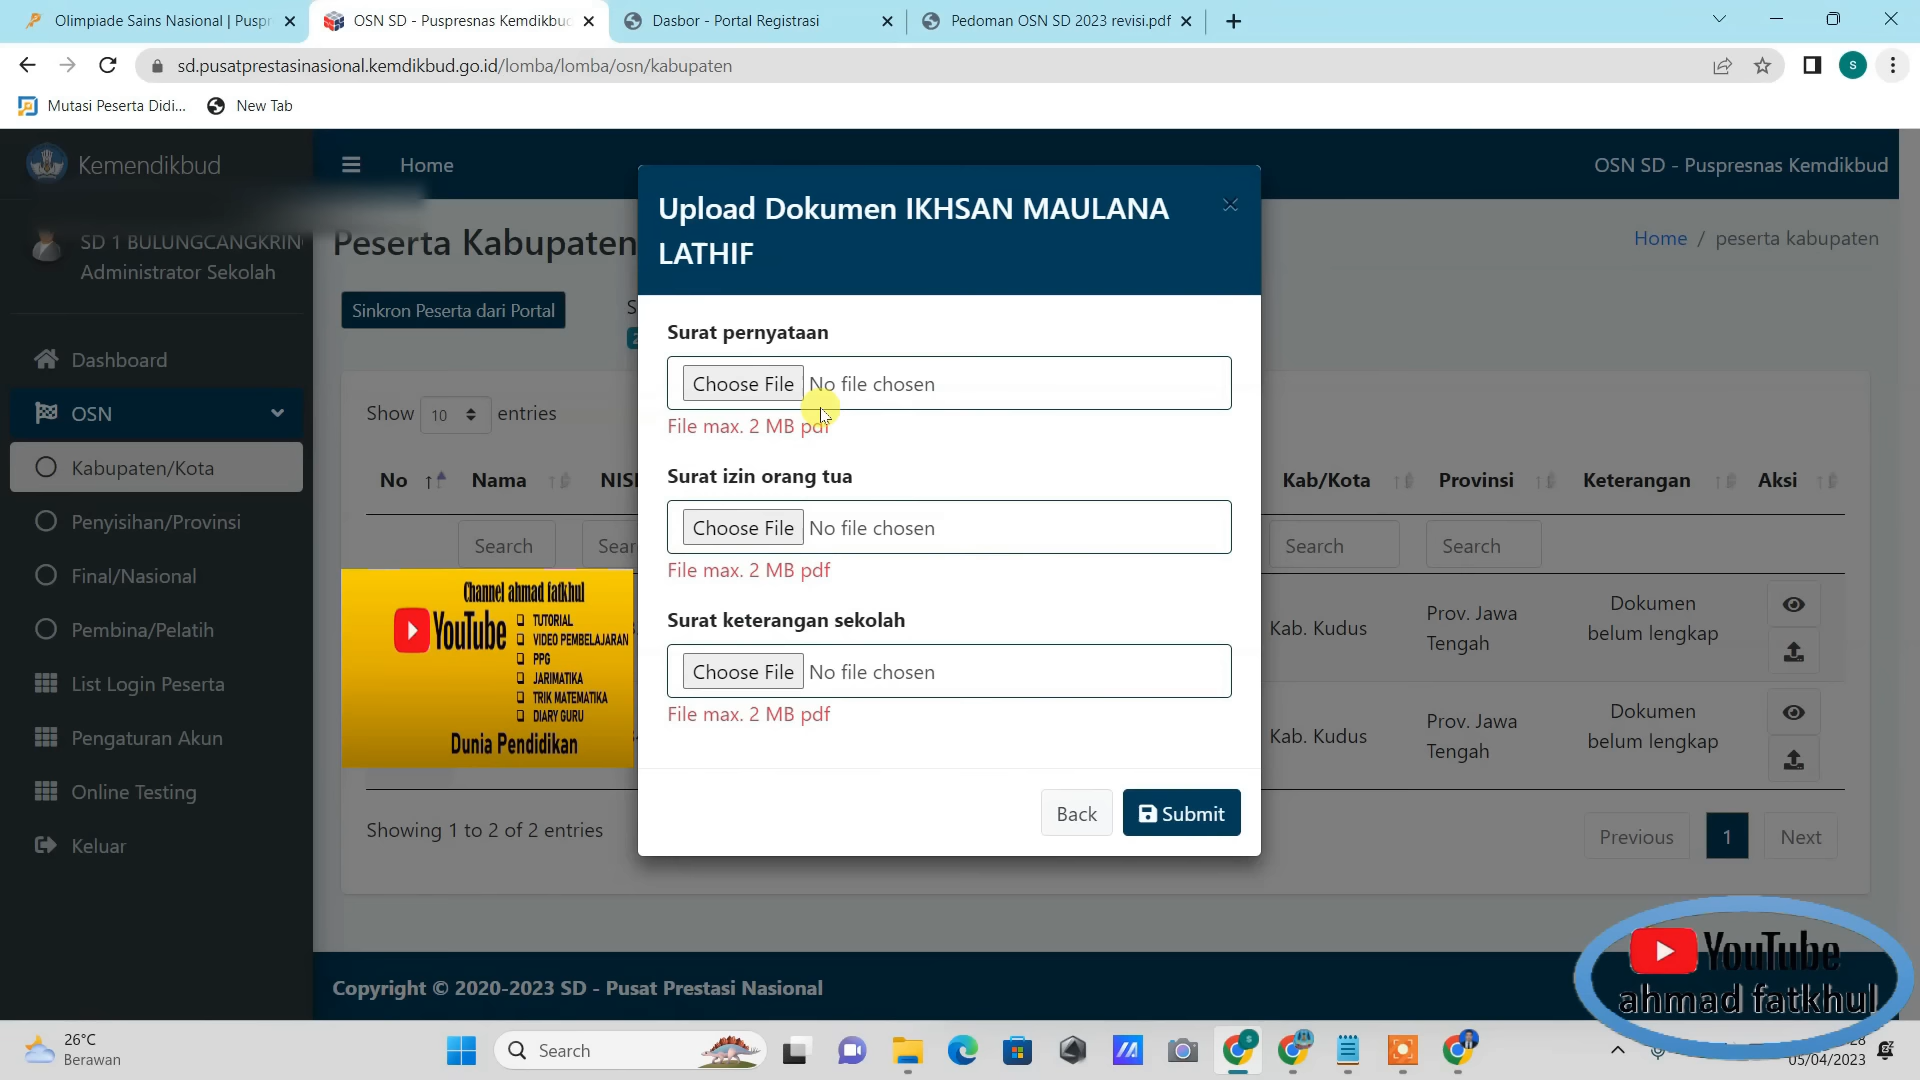 Olimpiade Sains Nasional | Puspr
OSN SD - Puspresnas Kemdikbud
Dasbor - Portal Registrasi
Pedoman OSN SD 2023 revisi.pdf
sd.pusatprestasinasional.kemdikbud.go.id/lomba/lomba/osn/kabupaten
S
Mutasi Peserta Didi...
New Tab
Kemendikbud
Home
OSN SD - Puspresnas Kemdikbud
SD 1 BULUNGCANGKRIN
Administrator Sekolah
Peserta Kabupaten
Home / peserta kabupaten
Sinkron Peserta dari Portal
S
2
Dashboard
OSN
Kabupaten/Kota
Penyisihan/Provinsi
Final/Nasional
Pembina/Pelatih
List Login Peserta
Pengaturan Akun
Online Testing
Keluar
Show 10 entries
No Nama NISI Kab/Kota Provinsi Keterangan Aksi
Search Sear Search Search
Kab. Kudus
Prov. Jawa
Tengah
Dokumen
belum lengkap
Kab. Kudus
Prov. Jawa
Tengah
Dokumen
belum lengkap
Showing 1 to 2 of 2 entries
Previous 1 Next
Upload Dokumen IKHSAN MAULANA
LATHIF
Surat pernyataan
Choose File No file chosen
File max. 2 MB pdf
Surat izin orang tua
Choose File No file chosen
File max. 2 MB pdf
Surat keterangan sekolah
Choose File No file chosen
File max. 2 MB pdf
Back Submit
Channel ahmad fatkhul
YouTube
TUTORIAL
VIDEO PEMBELAJARAN
PPG
JARIMATIKA
TRIK MATEMATIKA
DIARY GURU
Dunia Pendidikan
Copyright © 2020-2023 SD - Pusat Prestasi Nasional
YouTube
ahmad fatkhul
26°C
Berawan
Search
28
05/04/2023